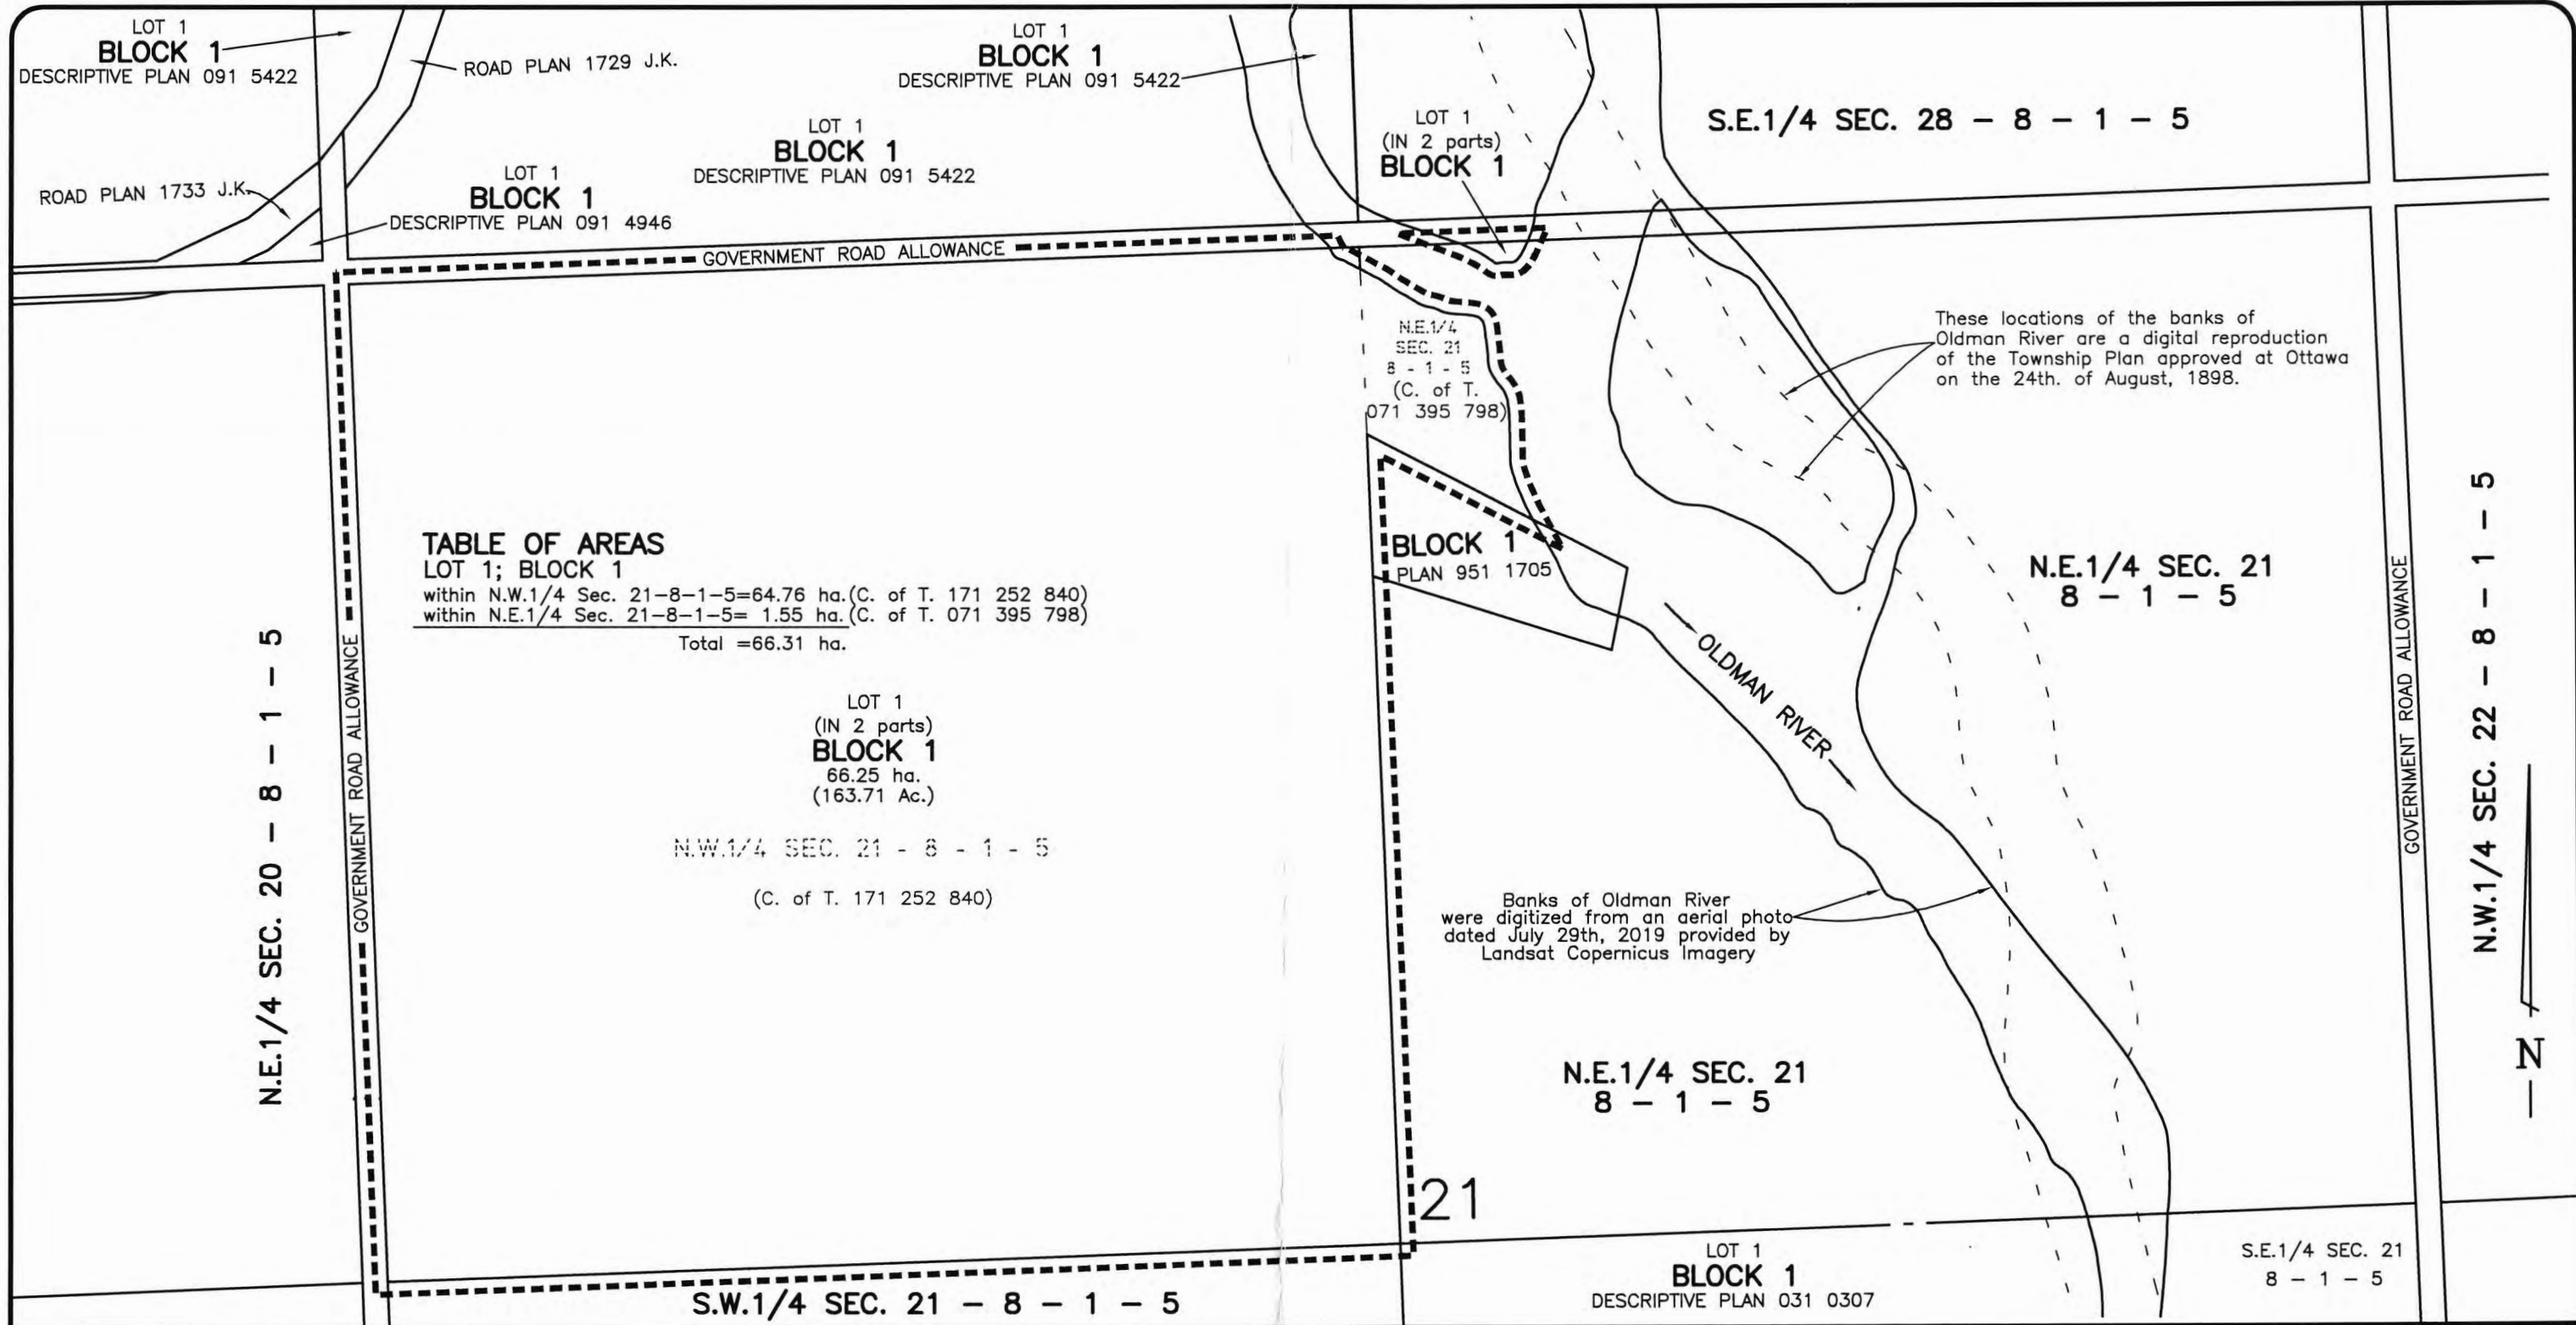 LOT 1
BLOCK 1
DESCRIPTIVE PLAN 091 5422
ROAD PLAN 1729 J.K.
LOT 1
BLOCK 1
DESCRIPTIVE PLAN 091 5422
LOT 1
BLOCK 1
DESCRIPTIVE PLAN 091 5422
LOT 1
(IN 2 parts)
BLOCK 1
S.E.1/4 SEC. 28 - 8 - 1 - 5
ROAD PLAN 1733 J.K.
LOT 1
BLOCK 1
DESCRIPTIVE PLAN 091 4946
GOVERNMENT ROAD ALLOWANCE
N.E.1/4
SEC. 21
8 - 1 - 5
(C. of T.
071 395 798)
These locations of the banks of
Oldman River are a digital reproduction
of the Township Plan approved at Ottawa
on the 24th. of August, 1898.
TABLE OF AREAS
LOT 1; BLOCK 1
within N.W.1/4 Sec. 21-8-1-5=64.76 ha.(C. of T. 171 252 840)
within N.E.1/4 Sec. 21-8-1-5= 1.55 ha.(C. of T. 071 395 798)
Total =66.31 ha.
BLOCK 1
PLAN 951 1705
N.E.1/4 SEC. 21
8 - 1 - 5
OLDMAN RIVER
LOT 1
(IN 2 parts)
BLOCK 1
66.25 ha.
(163.71 Ac.)
N.W.1/4 SEC. 21 - 8 - 1 - 5
(C. of T. 171 252 840)
N.E.1/4 SEC. 20 - 8 - 1 - 5
GOVERNMENT ROAD ALLOWANCE
GOVERNMENT ROAD ALLOWANCE
N.W.1/4 SEC. 22 - 8 - 1 - 5
Banks of Oldman River
were digitized from an aerial photo
dated July 29th, 2019 provided by
Landsat Copernicus Imagery
N
N.E.1/4 SEC. 21
8 - 1 - 5
21
S.W.1/4 SEC. 21 - 8 - 1 - 5
LOT 1
BLOCK 1
DESCRIPTIVE PLAN 031 0307
S.E.1/4 SEC. 21
8 - 1 - 5